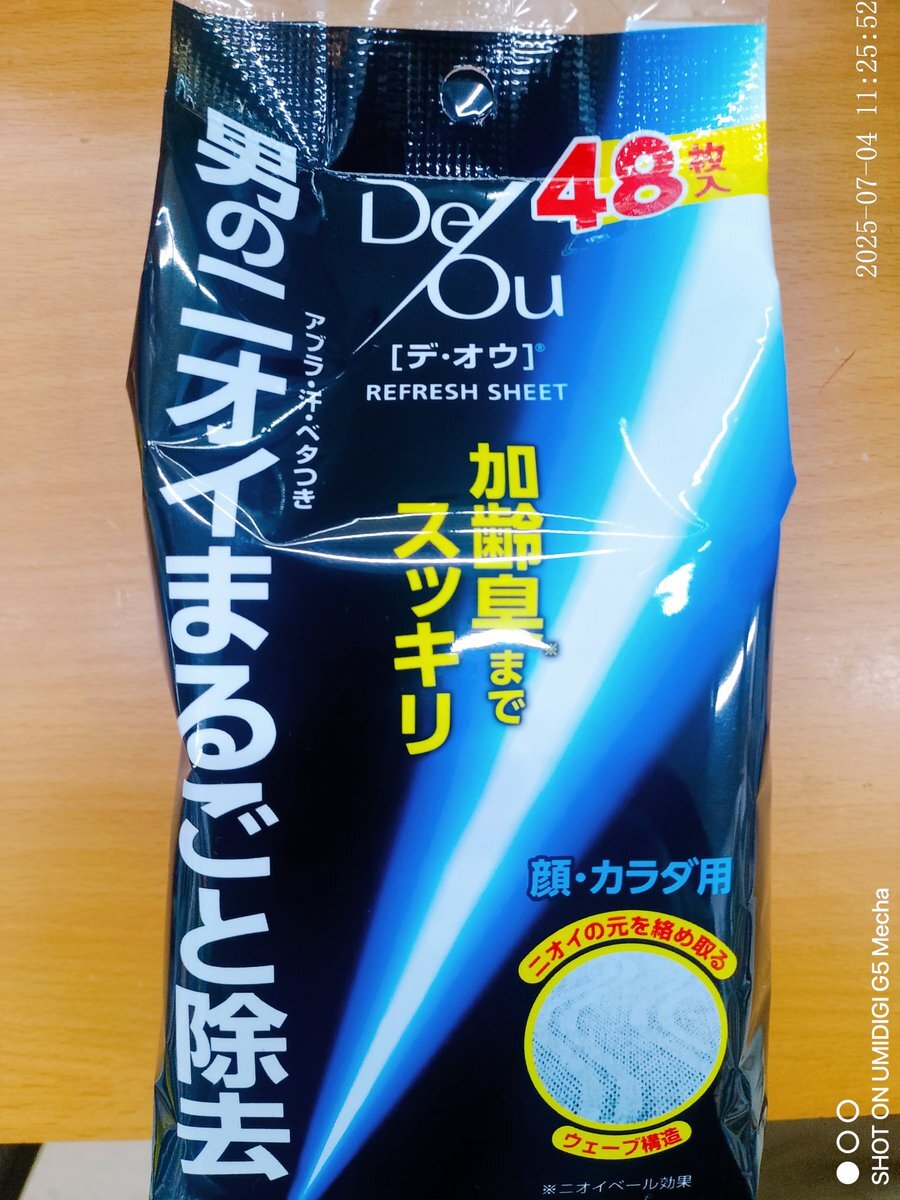 48枚入
De/Ou
[デ・オウ]®
REFRESH SHEET
男のニオイまるごと除去
アブラ・汗・ベタつき
加齢臭※まで
スッキリ
顔・カラダ用
ニオイの元を絡め取る
ウェーブ構造
※ニオイベール効果
2025-07-04 11:25:52
SHOT ON UMIDIGI G5 Mecha